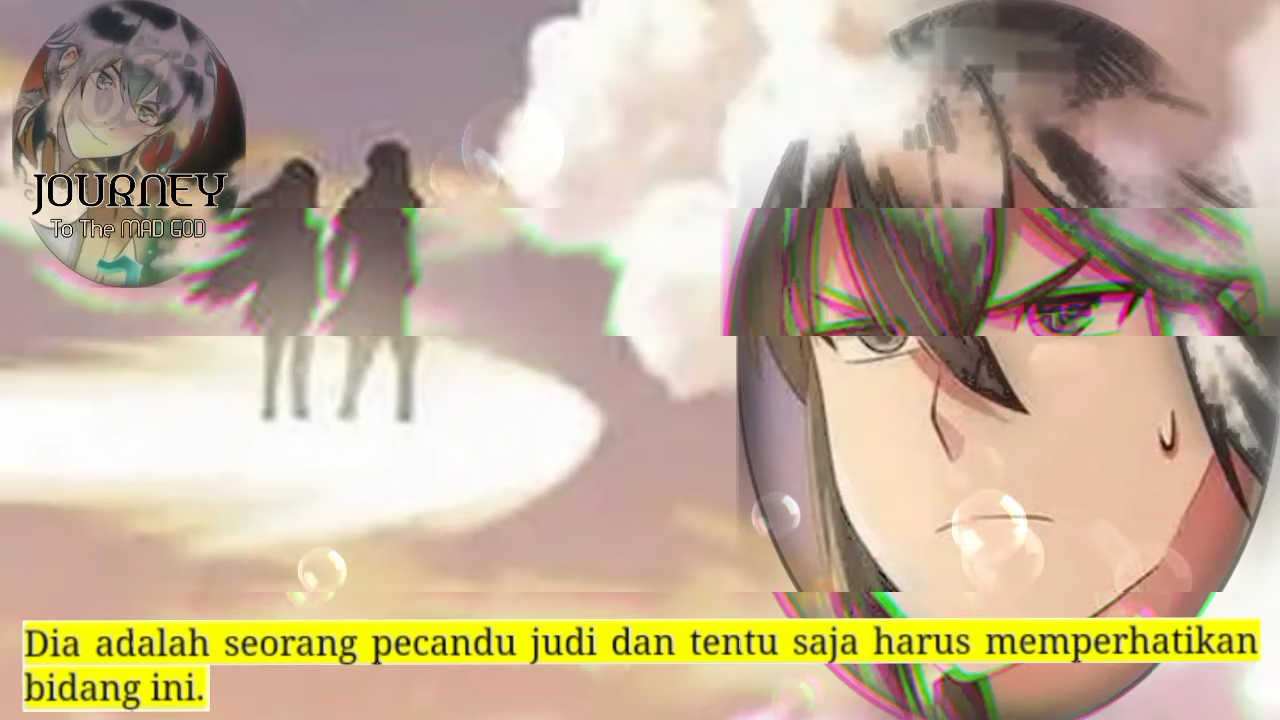 JOURNEY
To The MAD GOD
Dia adalah seorang pecandu judi dan tentu saja harus memperhatikan
bidang ini.